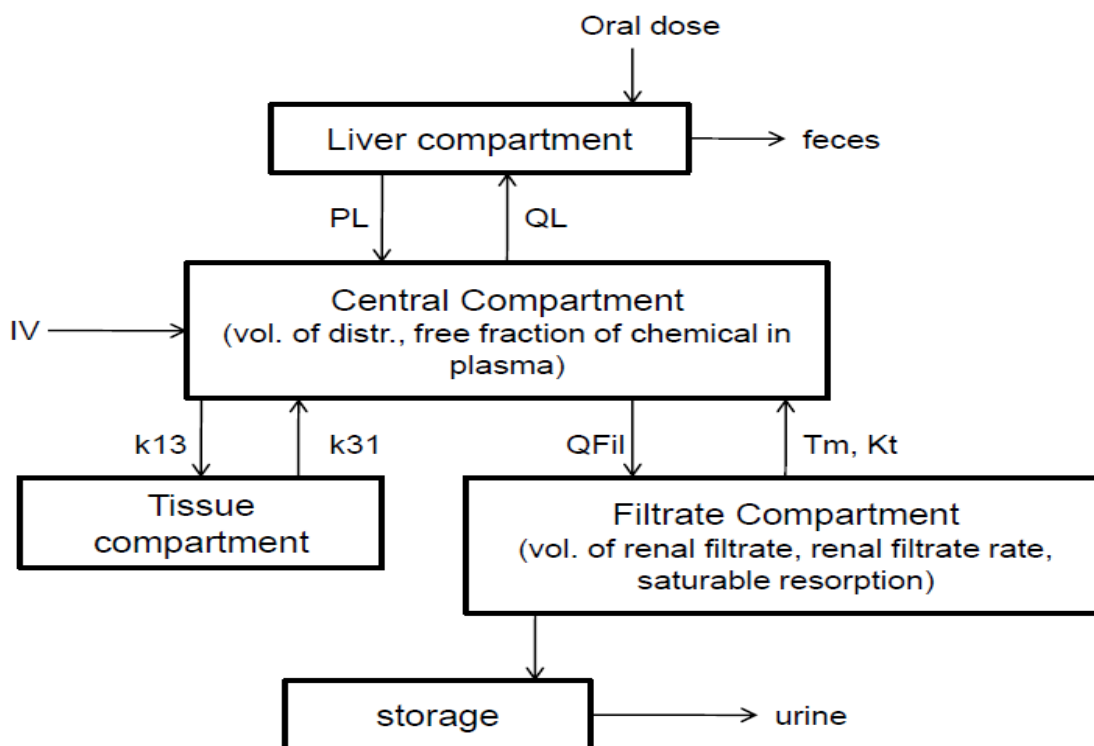 Oral dose
Liver compartment
feces
PL
QL
Central Compartment
(vol. of distr., free fraction of chemical in
plasma)
IV
k13
k31
QFil
Tm, Kt
Tissue
compartment
Filtrate Compartment
(vol. of renal filtrate, renal filtrate rate,
saturable resorption)
storage
urine